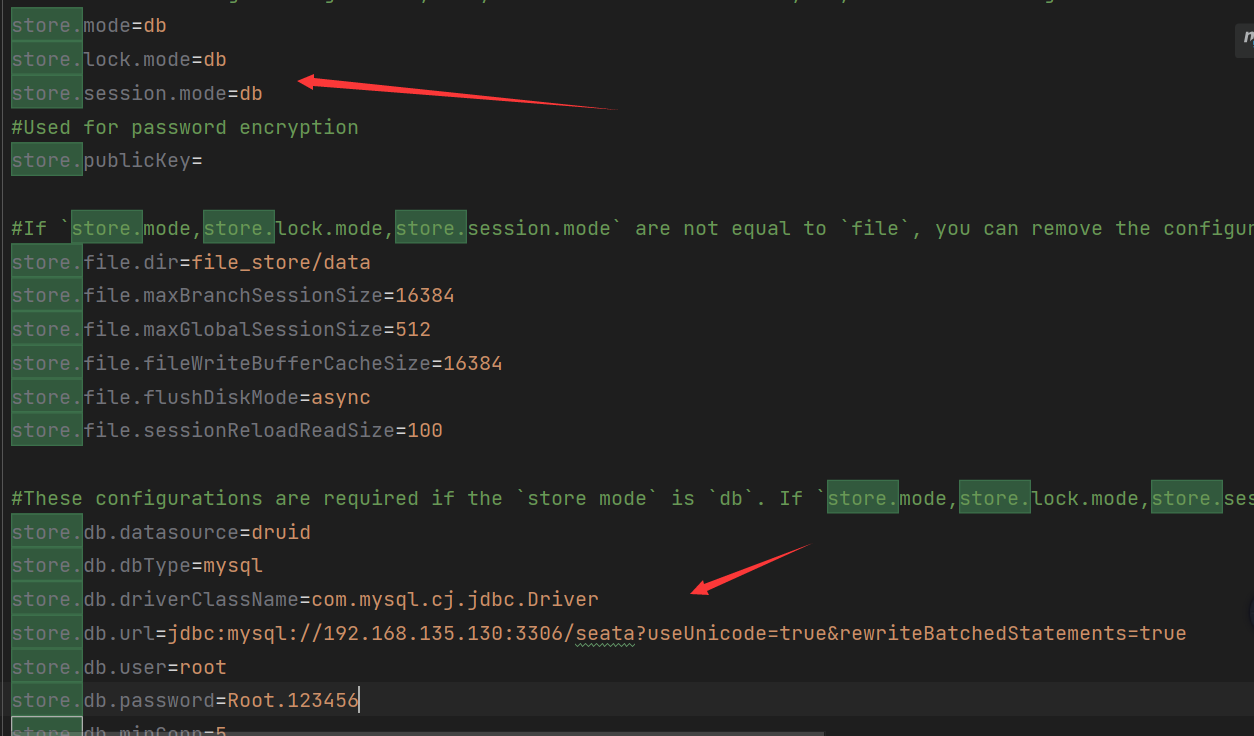 store.mode=db
store.lock.mode=db
store.session.mode=db
#Used for password encryption
store.publicKey=
#If `store.mode,store.lock.mode,store.session.mode` are not equal to `file`, you can remove the
store.file.dir=file_store/data
store.file.maxBranchSessionSize=16384
store.file.maxGlobalSessionSize=512
store.file.fileWriteBufferCacheSize=16384
store.file.flushDiskMode=async
store.file.sessionReloadReadSize=100
#These configurations are required if the `store mode` is `db`. If `store.mode,store.lock.mode,store.ses
store.db.datasource=druid
store.db.dbType=mysql
store.db.driverClassName=com.mysql.cj.jdbc.Driver
store.db.url=jdbc:mysql://192.168.135.130:3306/seata?useUnicode=true&rewriteBatchedStatements=true
store.db.user=root
store.db.password=Root.123456
store.db.minConn=5